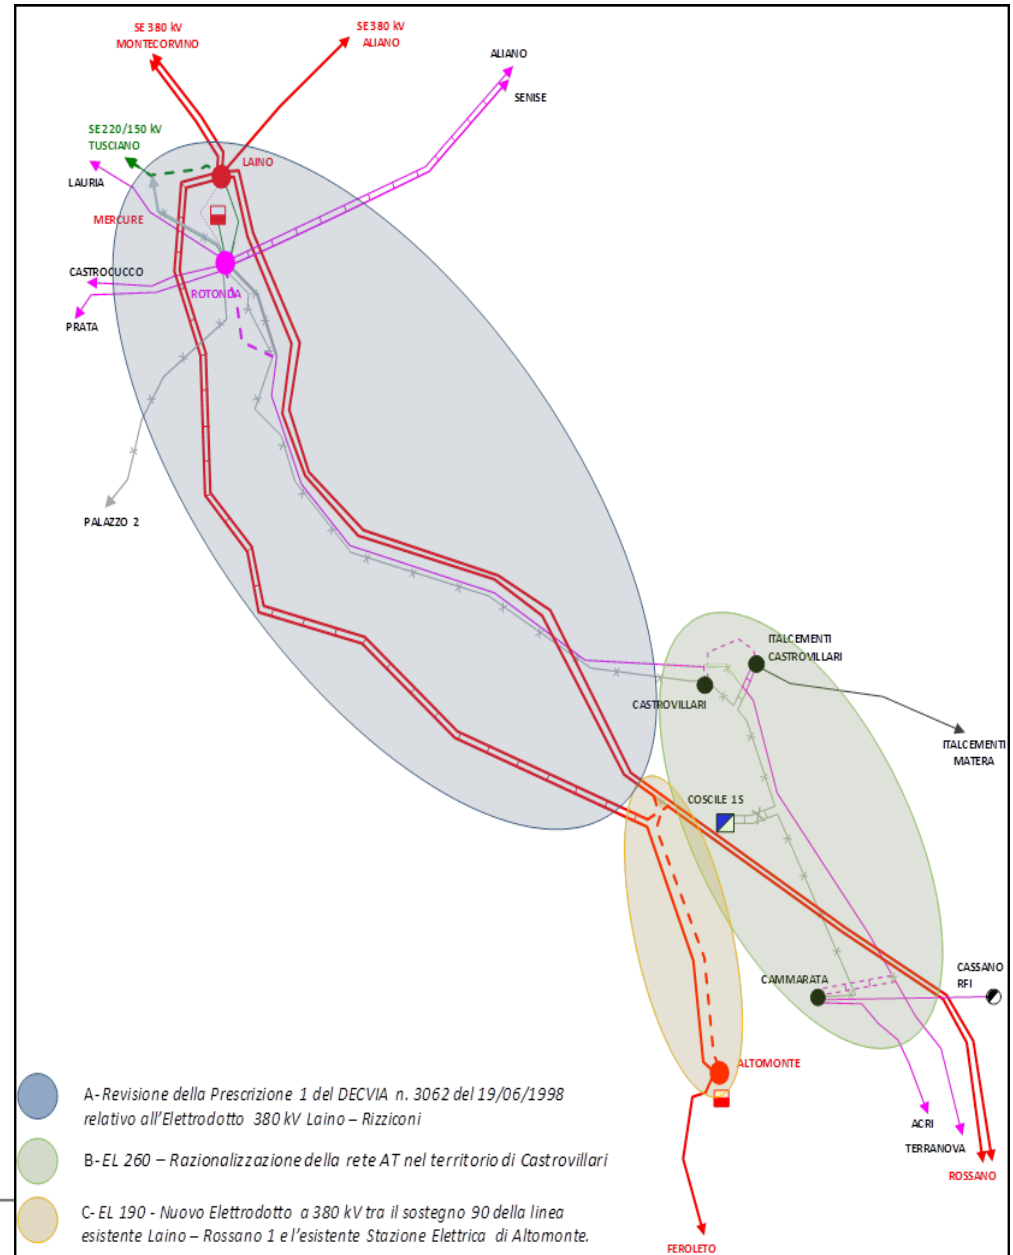 SE 380 kV
MONTECORVINO
SE 380 kV
ALIANO
ALIANO
SENISE
SE 220/150 kV
TUSCIANO
LAURIA
LAINO
MERCURE
CASTROCUCCO
ROTONDA
PRATA
PALAZZO 2
ITALCEMENTI
CASTROVILLARI
CASTROVILLARI
ITALCEMENTI
MATERA
COSCILE 1S
CAMMARATA
CASSANO
RFI
ALTOMONTE
ACRI
TERRANOVA
ROSSANO
FEROLETO
A- Revisione della Prescrizione 1 del DECVIA n. 3062 del 19/06/1998
relativo all'Elettrodotto 380 kV Laino – Rizziconi
B- EL 260 – Razionalizzazione della rete AT nel territorio di Castrovillari
C- EL 190 - Nuovo Elettrodotto a 380 kV tra il sostegno 90 della linea
esistente Laino – Rossano 1 e l'esistente Stazione Elettrica di Altomonte.